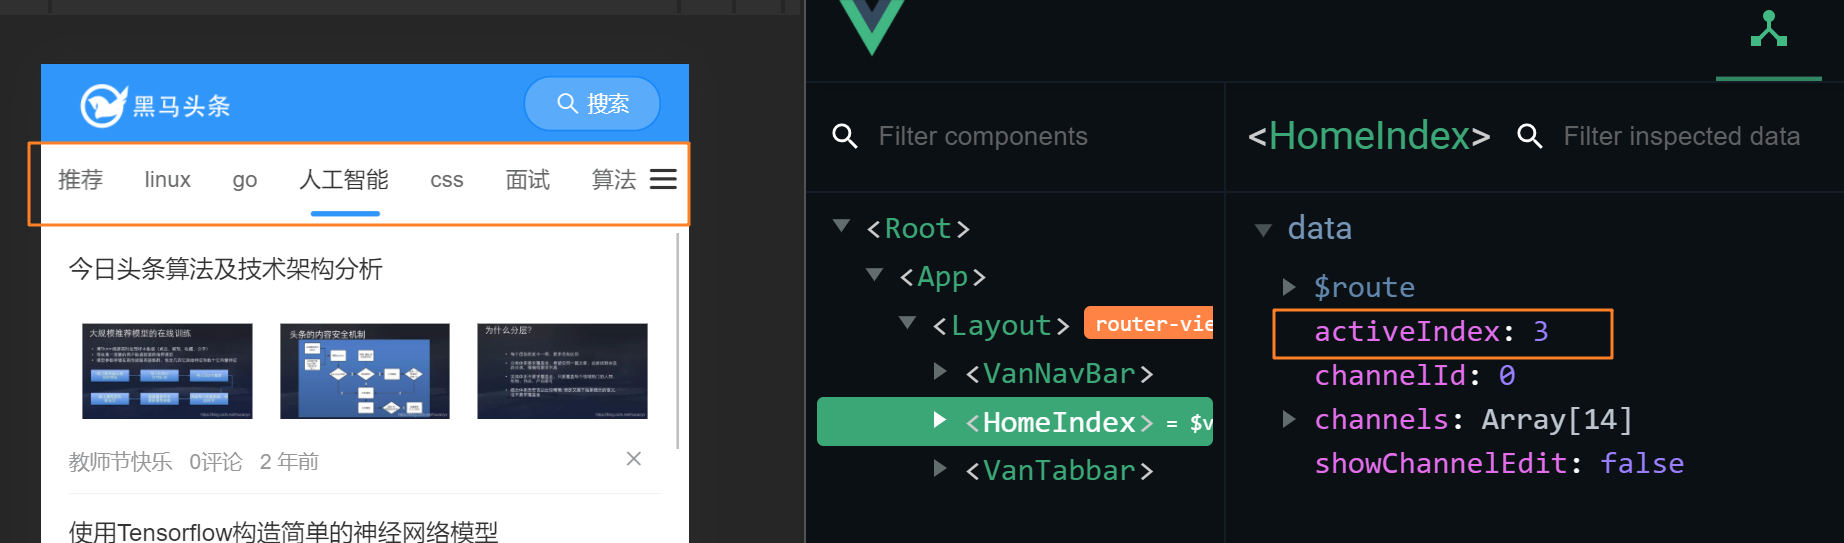 黑马头条
搜索
推荐 linux go 人工智能 css 面试 算法
今日头条算法及技术架构分析
大规模推荐模型的在线训练
头条的内容安全机制
为什么分层?
教师节快乐 0评论 2 年前
使用Tensorflow构造简单的神经网络模型
Filter components
<Root>
<App>
<Layout> router-vie
<VanNavBar>
<HomeIndex> = $v
<VanTabbar>
<HomeIndex> Filter inspected data
data
$route
activeIndex: 3
channelId: 0
channels: Array[14]
showChannelEdit: false